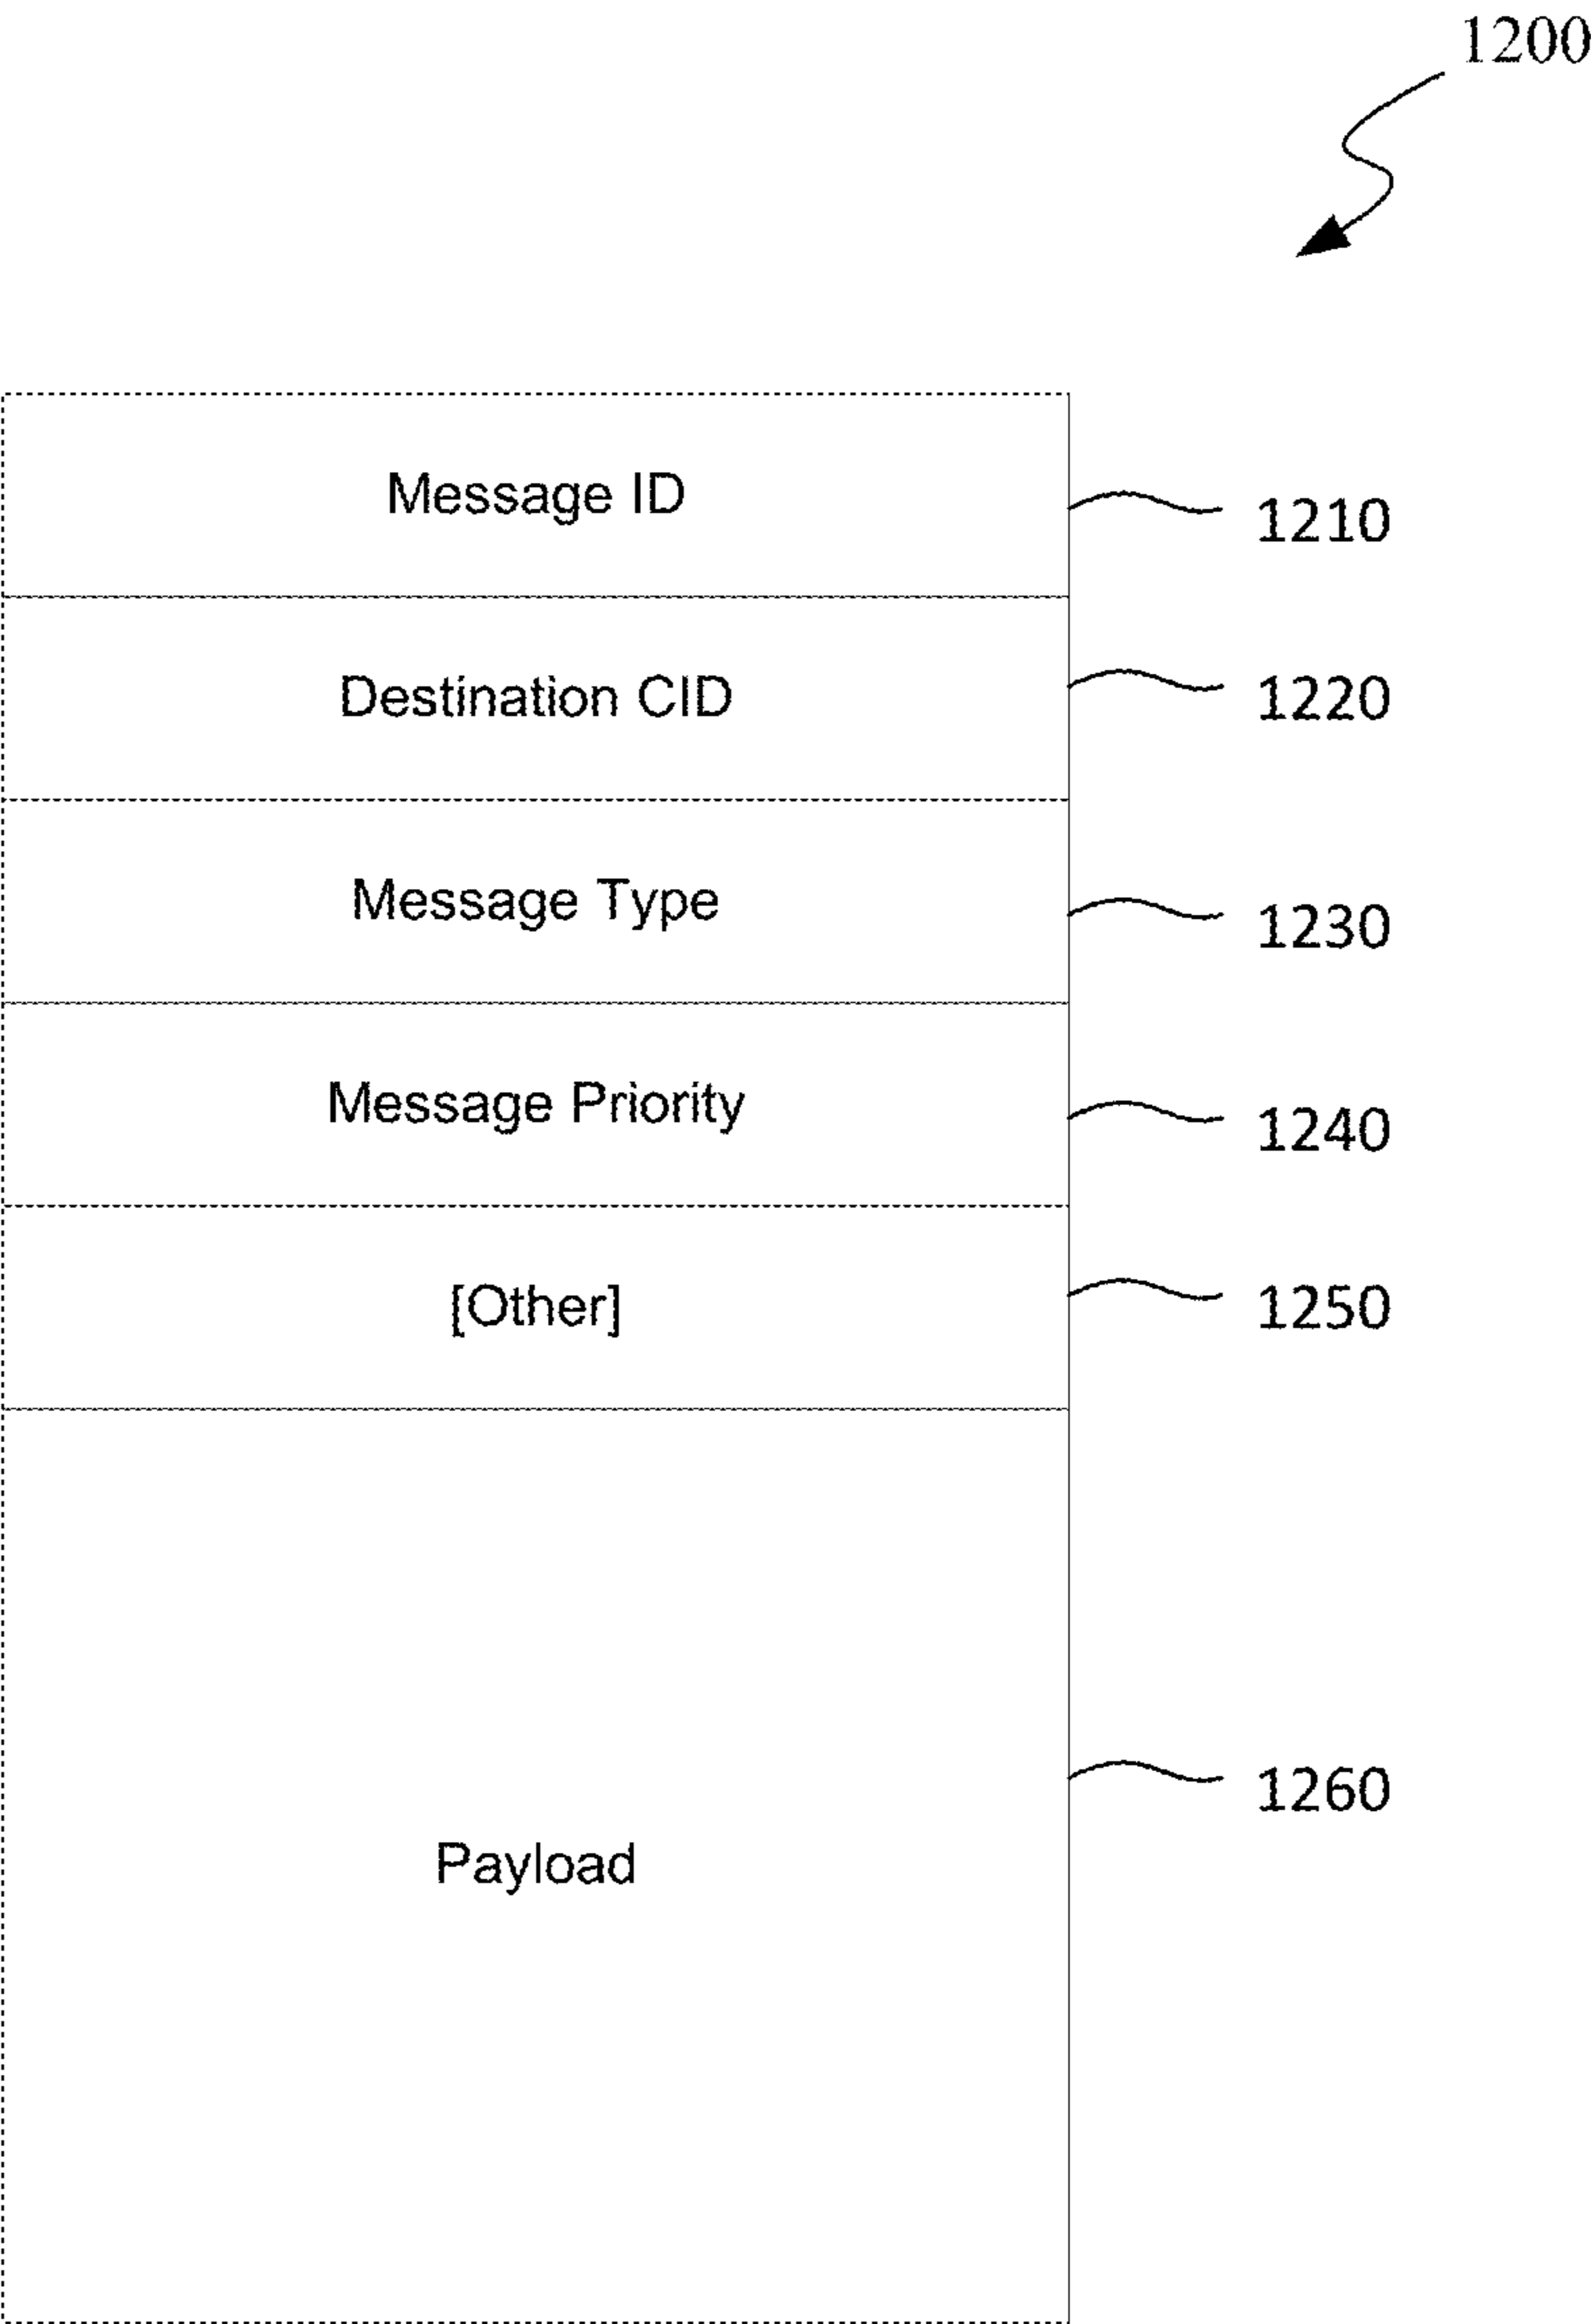 1200
Message ID
1210
Destination CID
1220
Message Type
1230
Message Priority
1240
[Other]
1250
Payload
1260